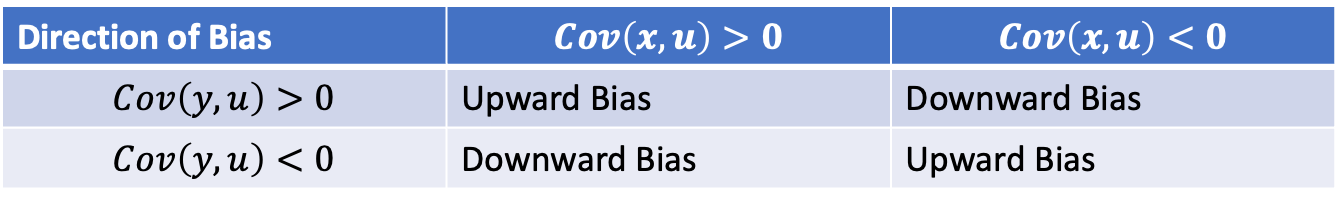 Direction of Bias Cov(x, u) > 0 Cov(x, u) < 0
Cov(y, u) > 0 Upward Bias Downward Bias
Cov(y, u) < 0 Downward Bias Upward Bias